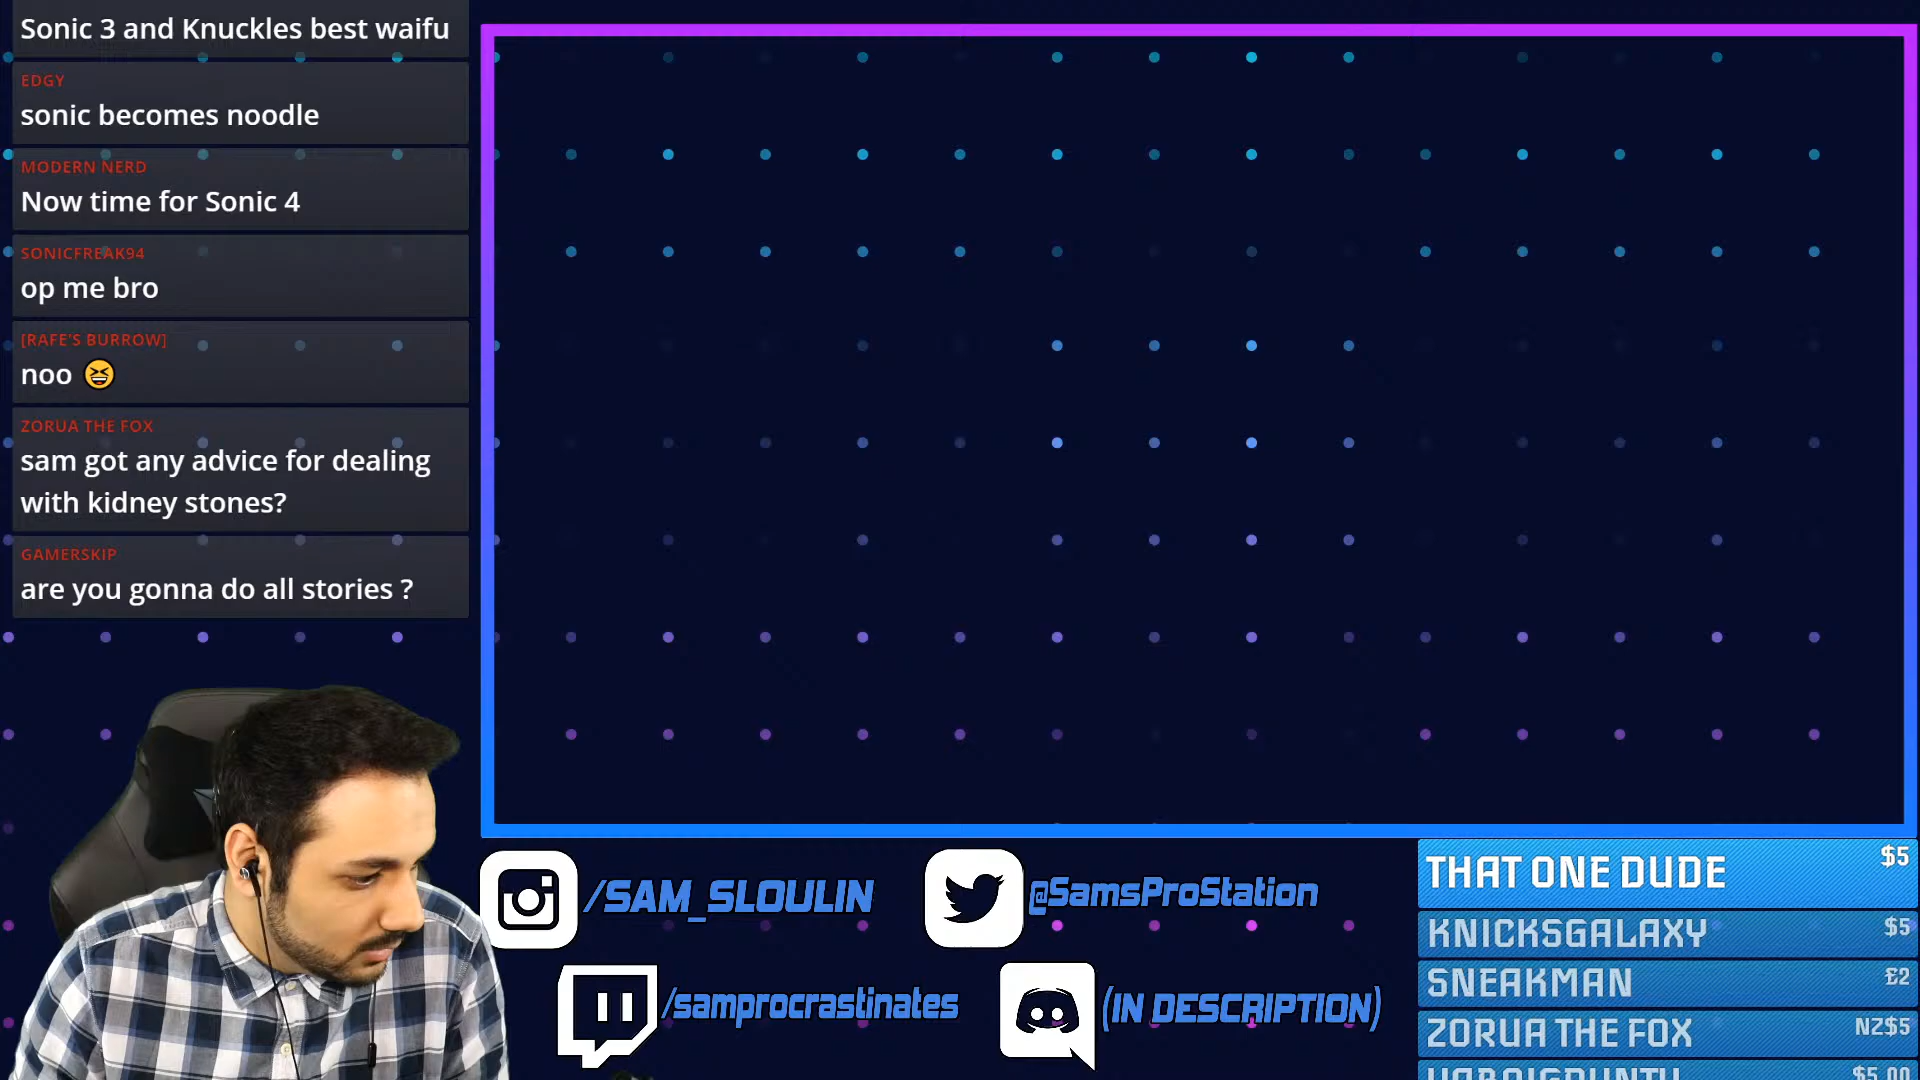 Sonic 3 and Knuckles best waifu
EDGY
sonic becomes noodle
MODERN NERD
Now time for Sonic 4
SONICFREAK94
op me bro
[RAFE'S BURROW]
noo 😆
ZORUA THE FOX
sam got any advice for dealing
with kidney stones?
GAMERSKIP
are you gonna do all stories ?
/SAM_SLOULIN
@SamsProStation
/samprocrastinates
(IN DESCRIPTION)
THAT ONE DUDE $5
KNICKSGALAXY $5
SNEAKMAN £2
ZORUA THE FOX NZ$5
$5.00